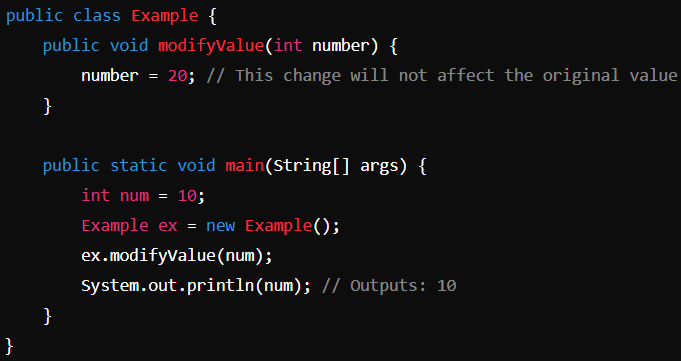 public class Example {
    public void modifyValue(int number) {
        number = 20; // This change will not affect the original value
    }

    public static void main(String[] args) {
        int num = 10;
        Example ex = new Example();
        ex.modifyValue(num);
        System.out.println(num); // Outputs: 10
    }
}